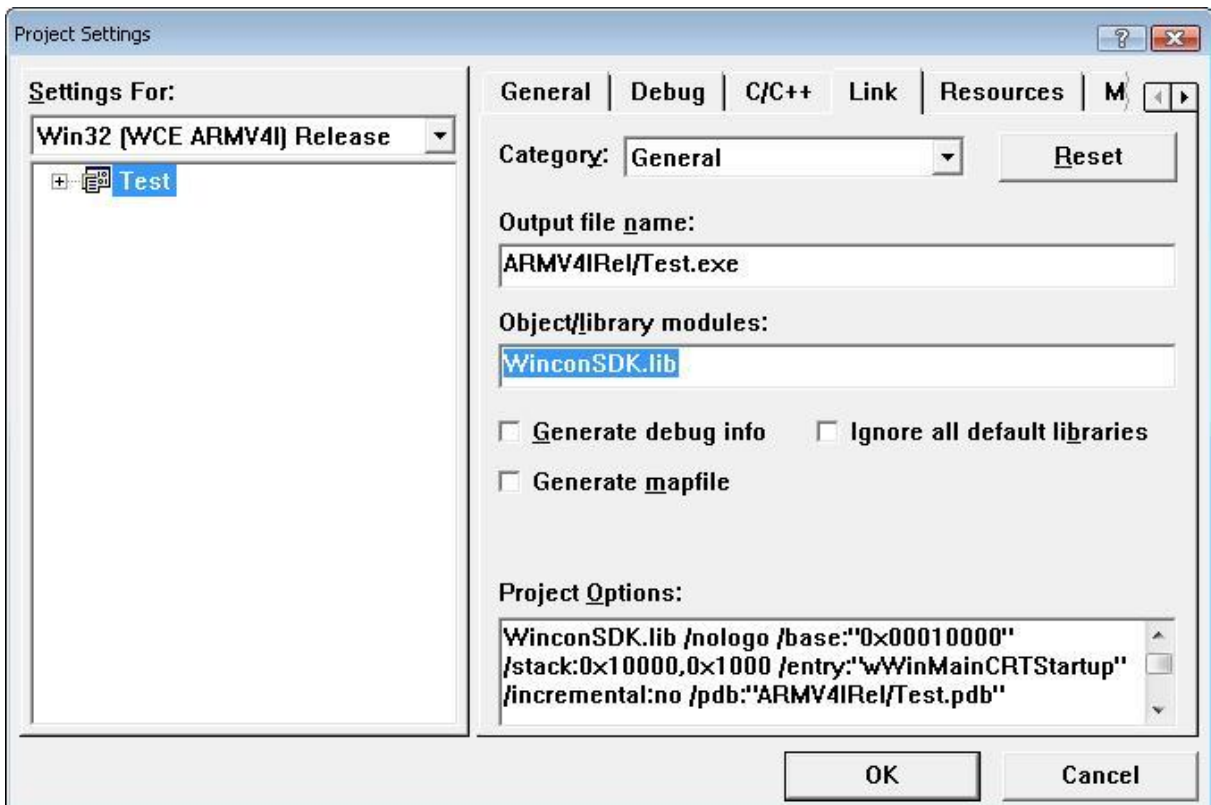 Project Settings
Settings For:
Win32 (WCE ARMV4I) Release
Test
General Debug C/C++ Link Resources M
Category: General Reset
Output file name:
ARMV4IRel/Test.exe
Object/library modules:
WinconSDK.lib
Generate debug info Ignore all default libraries
Generate mapfile
Project Options:
WinconSDK.lib /nologo /base:"0x00010000"
/stack:0x10000,0x1000 /entry:"wWinMainCRTStartup"
/incremental:no /pdb:"ARMV4IRel/Test.pdb"
OK Cancel